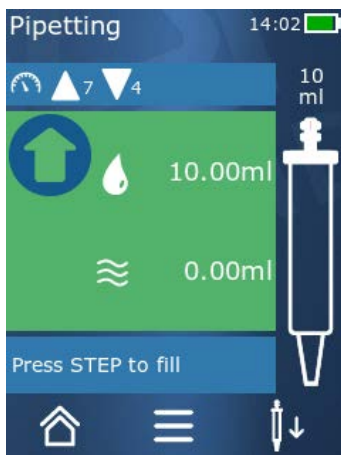 Pipetting 14:02
7 4
10
ml
10.00ml
0.00ml
Press STEP to fill